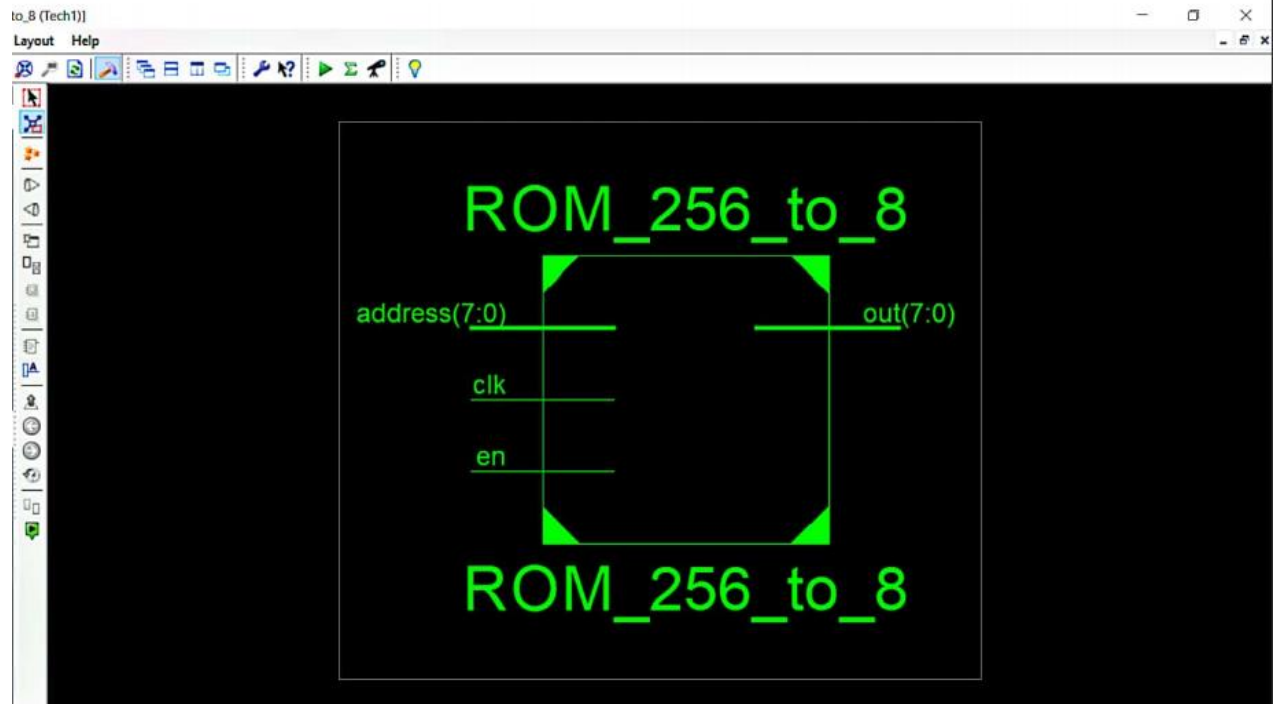 to_8 (Tech1)]
Layout Help
ROM_256_to_8
address(7:0)
out(7:0)
clk
en
ROM_256_to_8